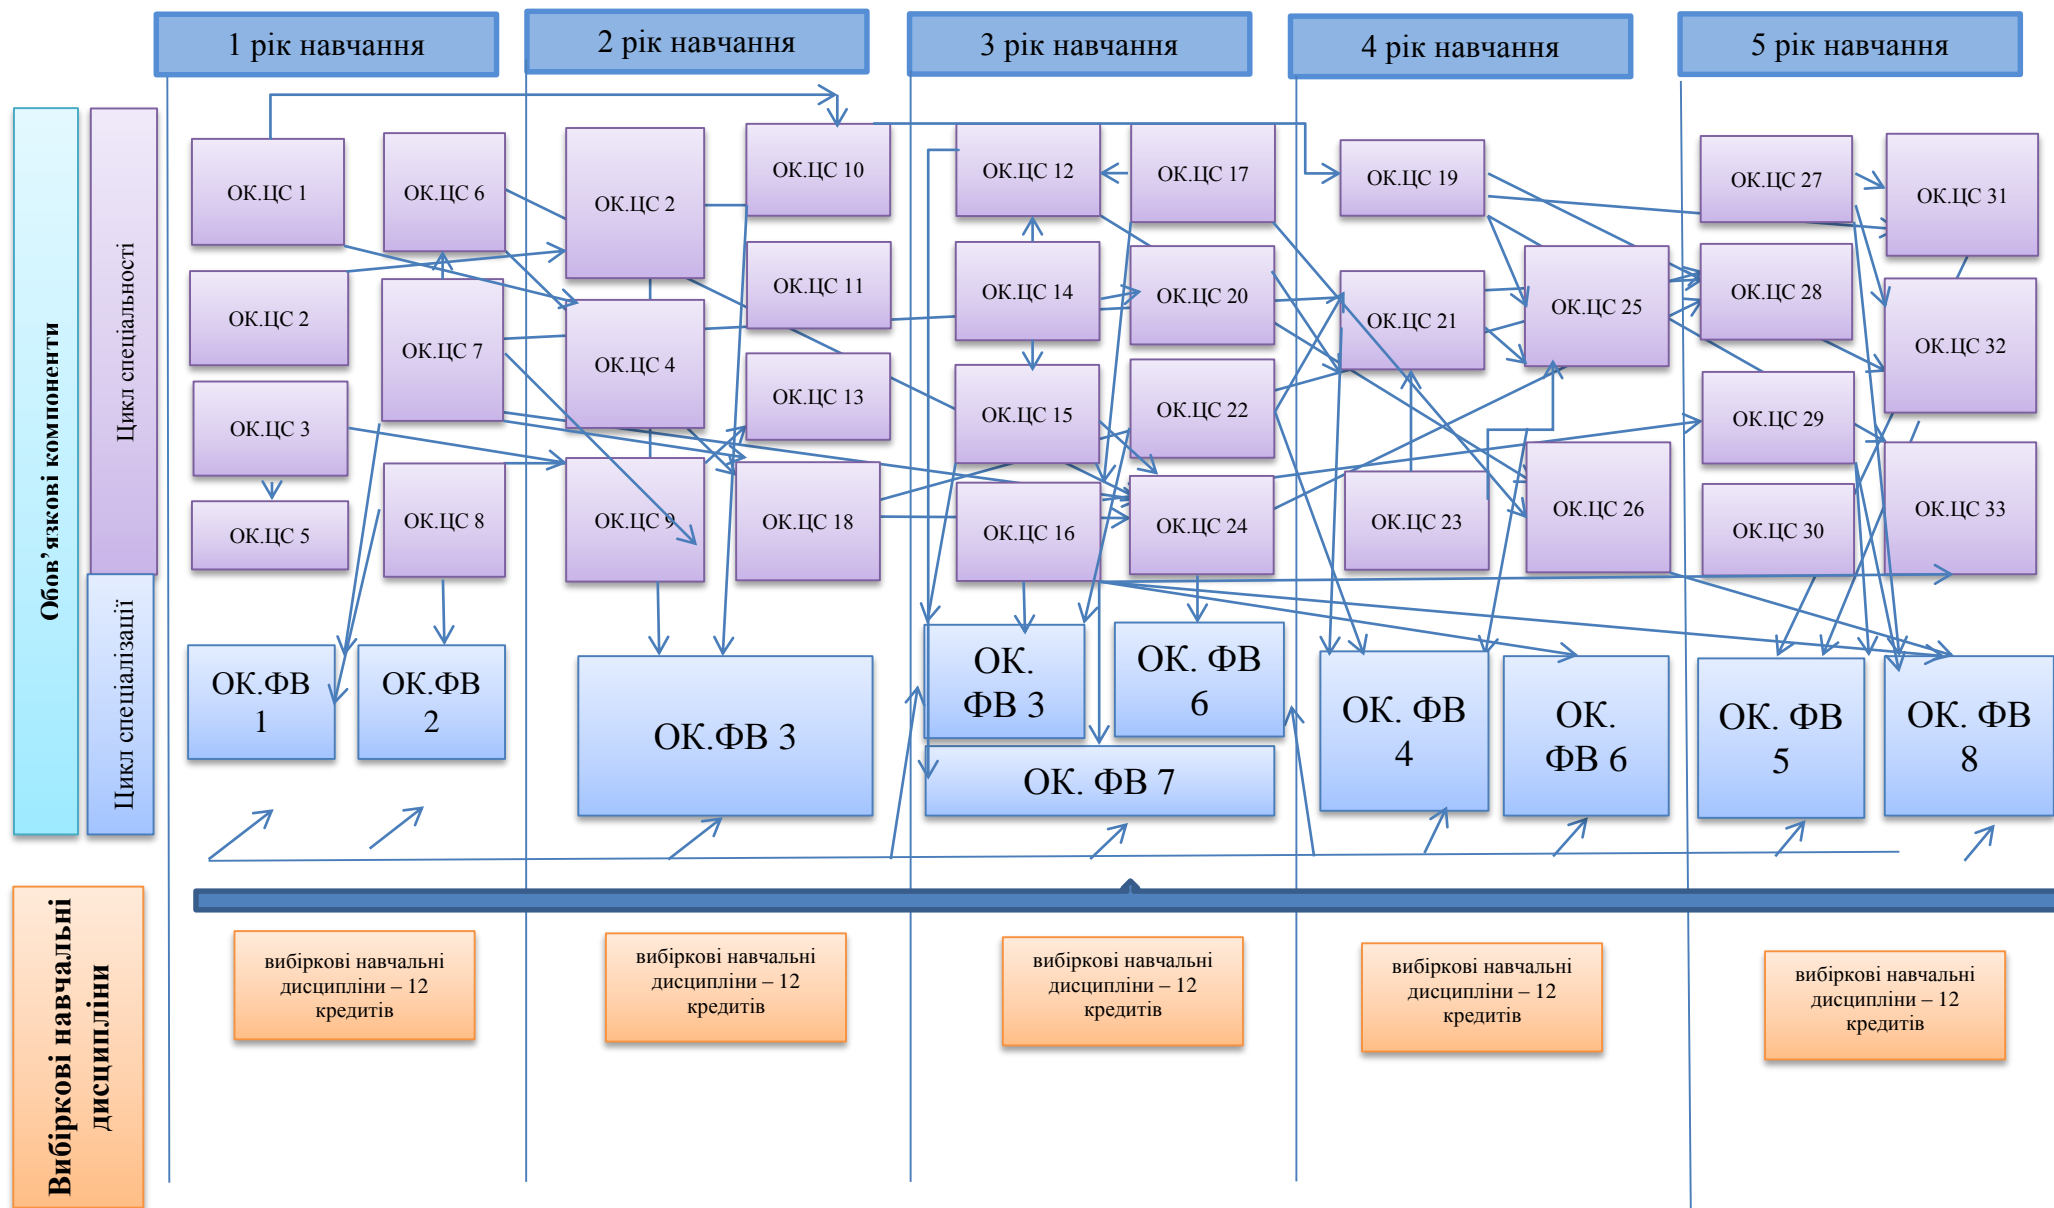 1 рік навчання
2 рік навчання
3 рік навчання
4 рік навчання
5 рік навчання
Обов’язкові компоненти
Цикл спеціальності
Цикл спеціалізації
ОК.ЦС 1
ОК.ЦС 2
ОК.ЦС 3
ОК.ЦС 5
ОК.ЦС 6
ОК.ЦС 7
ОК.ЦС 8
ОК.ЦС 2
ОК.ЦС 4
ОК.ЦС 9
ОК.ЦС 10
ОК.ЦС 11
ОК.ЦС 13
ОК.ЦС 18
ОК.ЦС 12
ОК.ЦС 14
ОК.ЦС 15
ОК.ЦС 16
ОК.ЦС 17
ОК.ЦС 20
ОК.ЦС 22
ОК.ЦС 24
ОК.ЦС 19
ОК.ЦС 21
ОК.ЦС 23
ОК.ЦС 25
ОК.ЦС 26
ОК.ЦС 27
ОК.ЦС 28
ОК.ЦС 29
ОК.ЦС 30
ОК.ЦС 31
ОК.ЦС 32
ОК.ЦС 33
ОК.ФВ
1
ОК.ФВ
2
ОК.ФВ 3
ОК.
ФВ 3
ОК. ФВ
6
ОК. ФВ 7
ОК. ФВ
4
ОК.
ФВ 6
ОК. ФВ
5
ОК. ФВ
8
Вибіркові навчальні
дисципліни
вибіркові навчальні
дисципліни – 12
кредитів
вибіркові навчальні
дисципліни – 12
кредитів
вибіркові навчальні
дисципліни – 12
кредитів
вибіркові навчальні
дисципліни – 12
кредитів
вибіркові навчальні
дисципліни – 12
кредитів